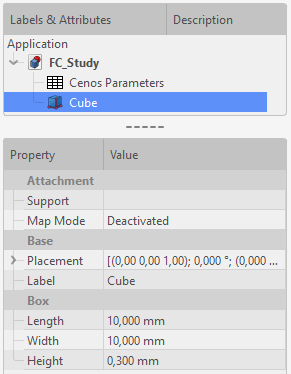 Labels & Attributes Description
Application
FC_Study
Cenos Parameters
Cube
Property Value
Attachment
Support
Map Mode Deactivated
Base
Placement [(0,00 0,00 1,00); 0,000 °; (0,000 ...
Label Cube
Box
Length 10,000 mm
Width 10,000 mm
Height 0,300 mm